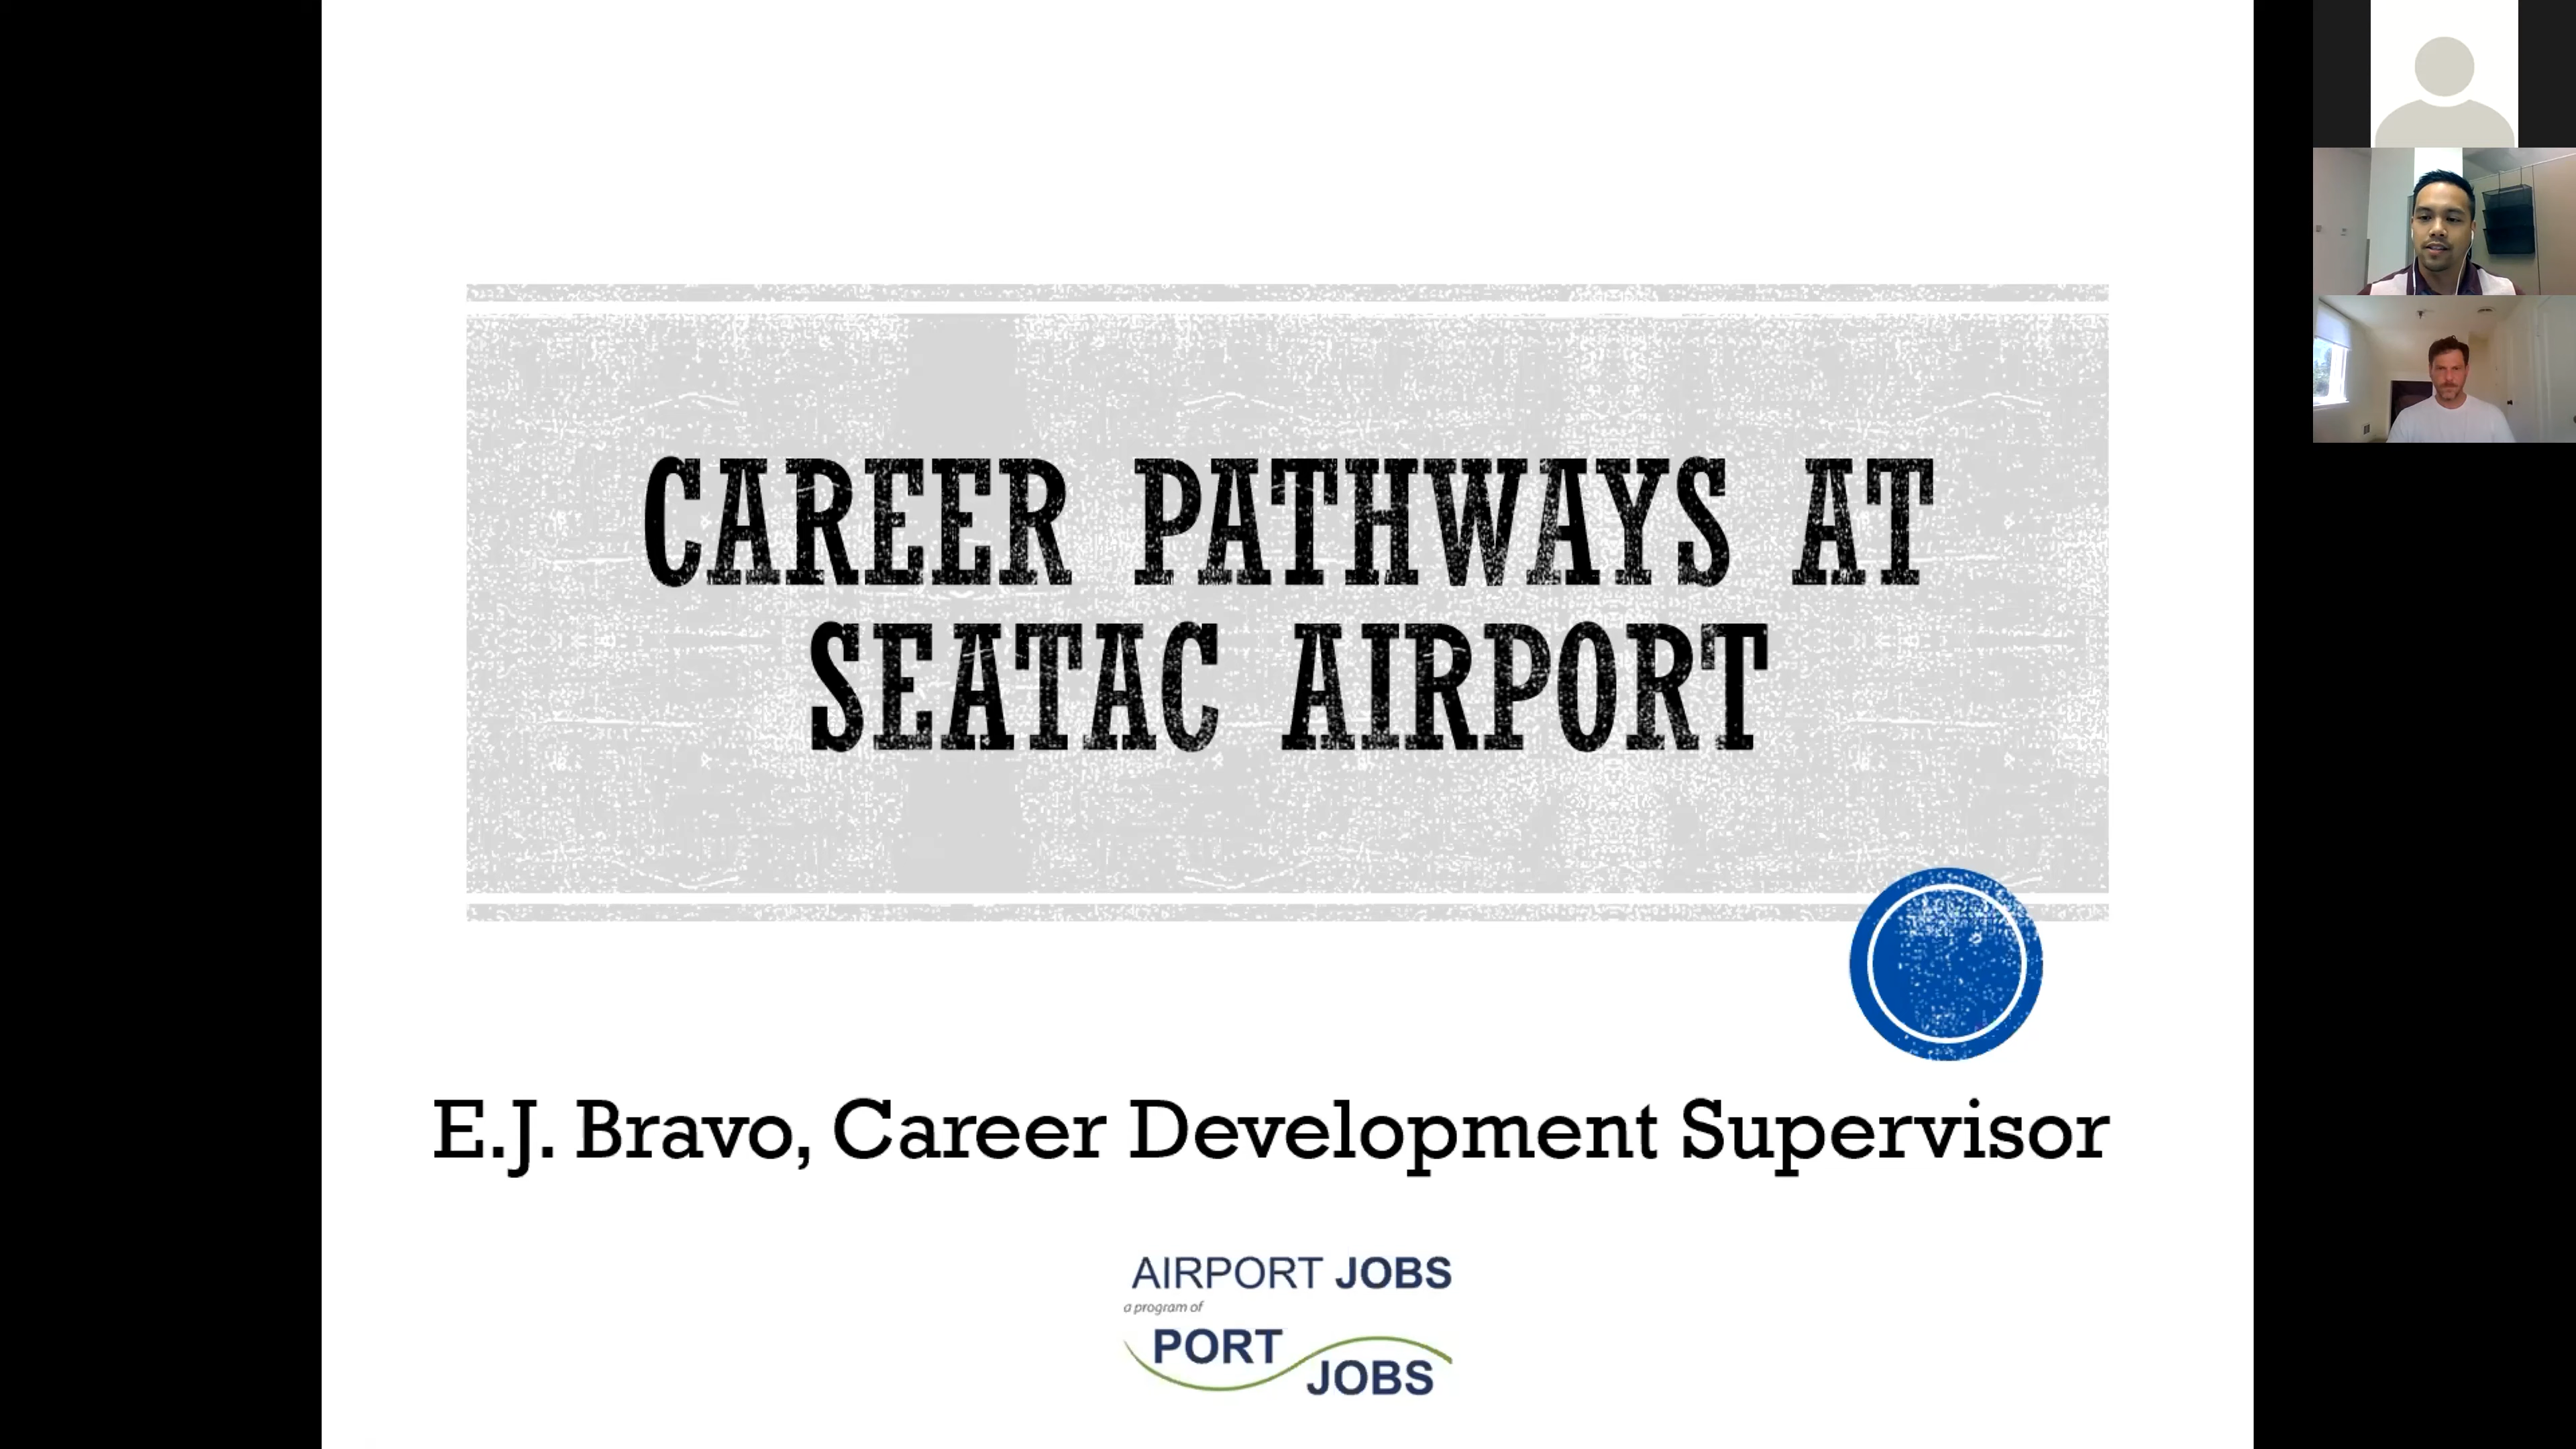 CAREER PATHWAYS AT
SEATAC AIRPORT
E.J. Bravo, Career Development Supervisor
AIRPORT JOBS
a program of
PORT
JOBS